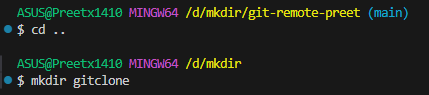 ASUS@Preetx1410 MINGW64 /d/mkdir/git-remote-preet (main)
$ cd ..
ASUS@Preetx1410 MINGW64 /d/mkdir
$ mkdir gitclone